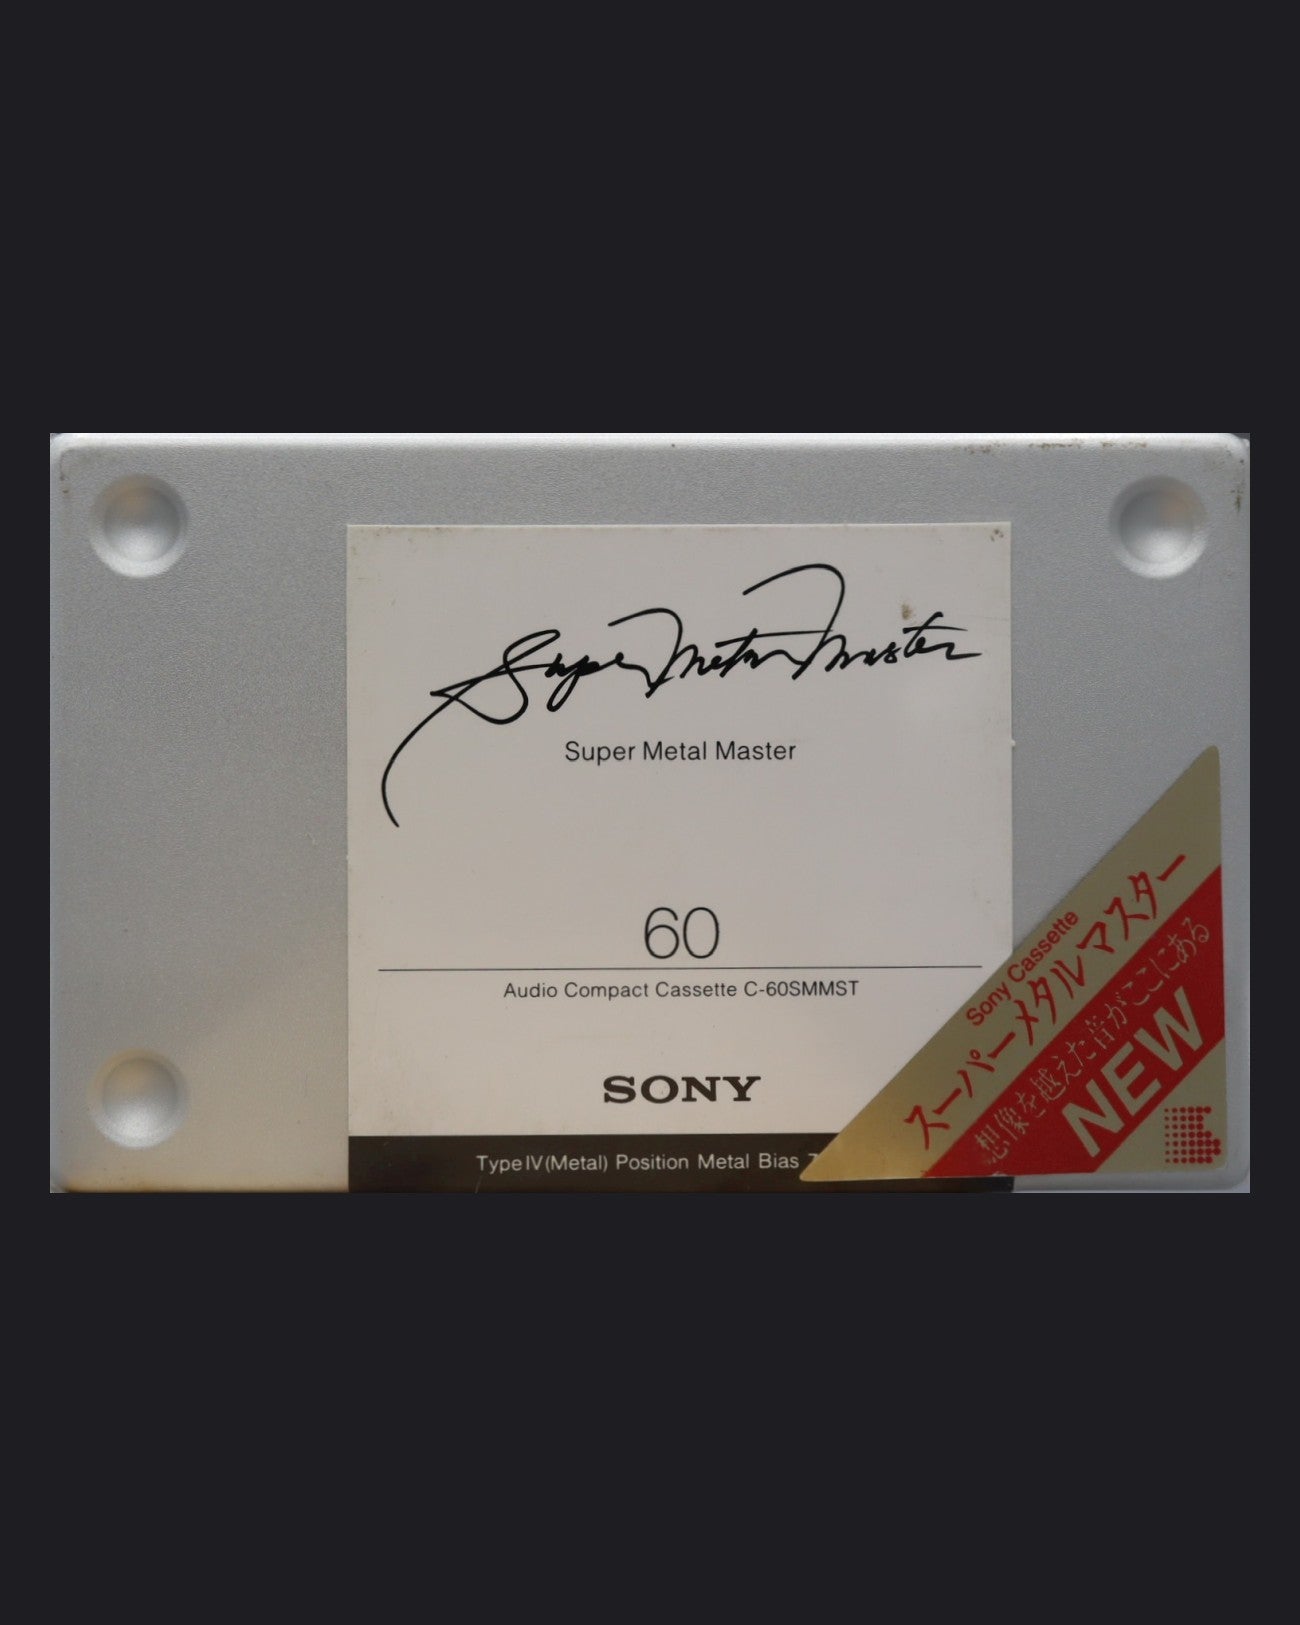 Super Metal Master
Super Metal Master
60
Audio Compact Cassette C-60SMMST
SONY
Type IV (Metal) Position Metal Bias
Sony Cassette
スーパーメタルマスター
想像を越えた音がここにある
NEW